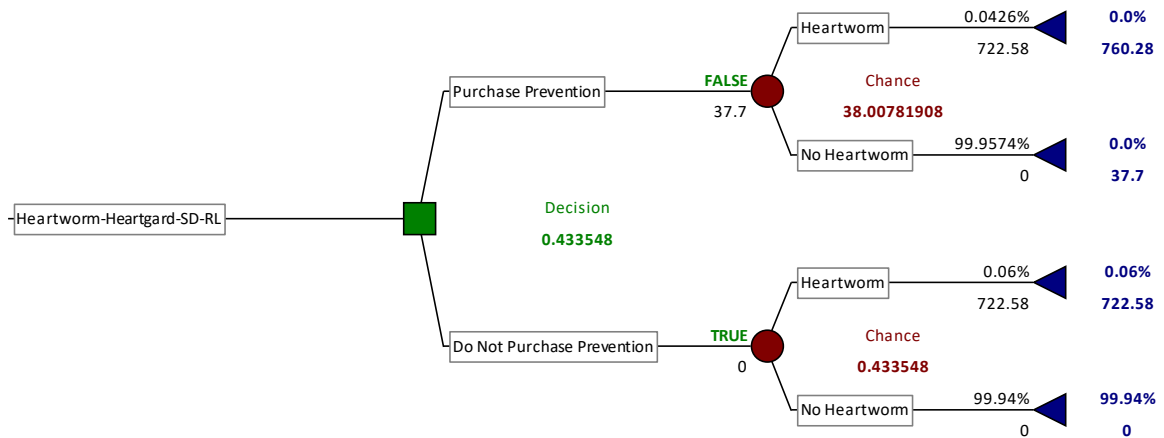 Heartworm
0.0426%
722.58
0.0%
760.28
Purchase Prevention
FALSE
37.7
Chance
38.00781908
No Heartworm
99.9574%
0
0.0%
37.7
Heartworm-Heartgard-SD-RL
Decision
0.433548
Heartworm
0.06%
722.58
0.06%
722.58
Do Not Purchase Prevention
TRUE
0
Chance
0.433548
No Heartworm
99.94%
0
99.94%
0